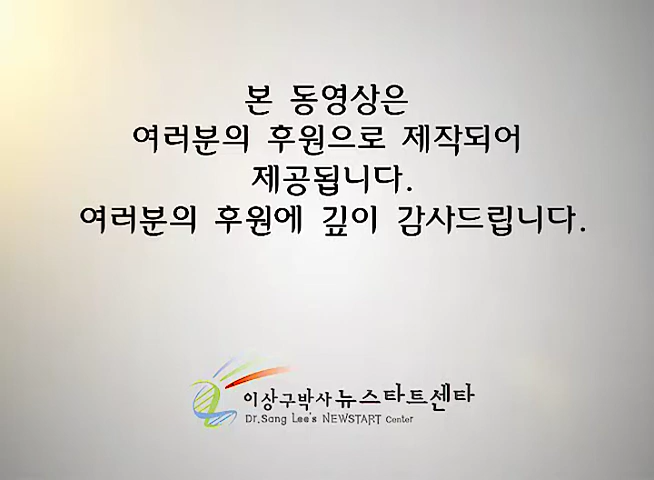 본 동영상은
여러분의 후원으로 제작되어
제공됩니다.
여러분의 후원에 깊이 감사드립니다.
이상구박사 뉴스타트센타
Dr.Sang Lee's NEWSTART Center